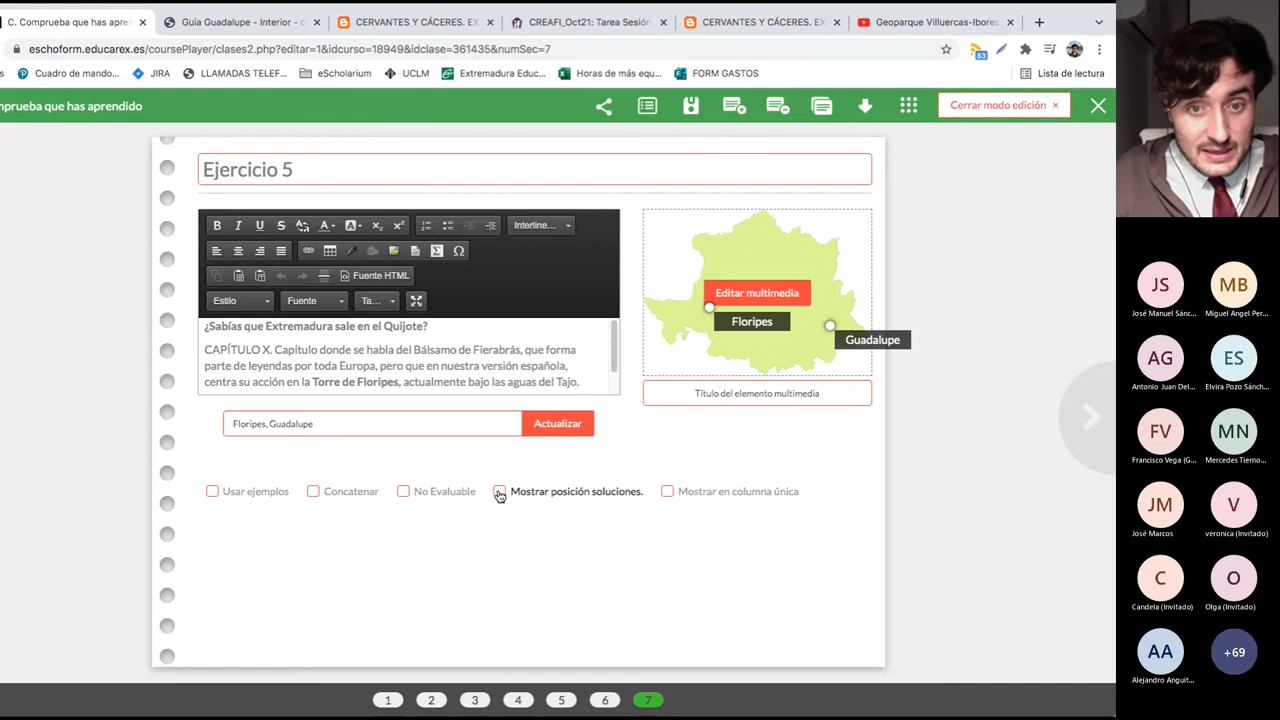 C. Comprueba que has apren
Guia Guadalupe - Interior - c
CERVANTES Y CÁCERES. EX
CREAFI_Oct21: Tarea Sesión
CERVANTES Y CÁCERES. EX
Geoparque Villuercas-Ibores
eschoform.educarex.es/coursePlayer/clases2.php?editar=1&idcurso=18949&idclase=361435&numSec=7
83
s
Cuadro de mando...
JIRA
LLAMADAS TELEF...
eScholarium
UCLM
Extremadura Educ...
Horas de más equ...
FORM GASTOS
Lista de lectura
mprueba que has aprendido
Cerrar modo edición ×
Ejercicio 5
Interline...
Fuente HTML
Estilo
Fuente
Ta...
¿Sabías que Extremadura sale en el Quijote?
CAPÍTULO X. Capítulo donde se habla del Bálsamo de Fierabrás, que forma
parte de leyendas por toda Europa, pero que en nuestra versión española,
centra su acción en la Torre de Floripes, actualmente bajo las aguas del Tajo.
Editar multimedia
Floripes
Guadalupe
Título del elemento multimedia
Floripes, Guadalupe
Actualizar
Usar ejemplos
Concatenar
No Evaluable
Mostrar posición soluciones.
Mostrar en columna única
1
2
3
4
5
6
7
JS
MB
José Manuel Sánc...
Miguel Angel Per...
AG
ES
Antonio Juan Del...
Elvira Pozo Sánch...
FV
MN
Francisco Vega (G...
Mercedes Tierno...
JM
V
José Marcos
veronica (Invitado)
C
O
Candela (Invitado)
Olga (Invitado)
AA
+69
Alejandro Anguit...